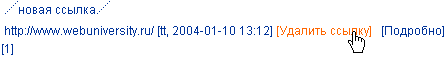 новая ссылка.
http://www.webuniversity.ru/ [tt, 2004-01-10 13:12] [Удалить ссылку] [Подробно]
[1]